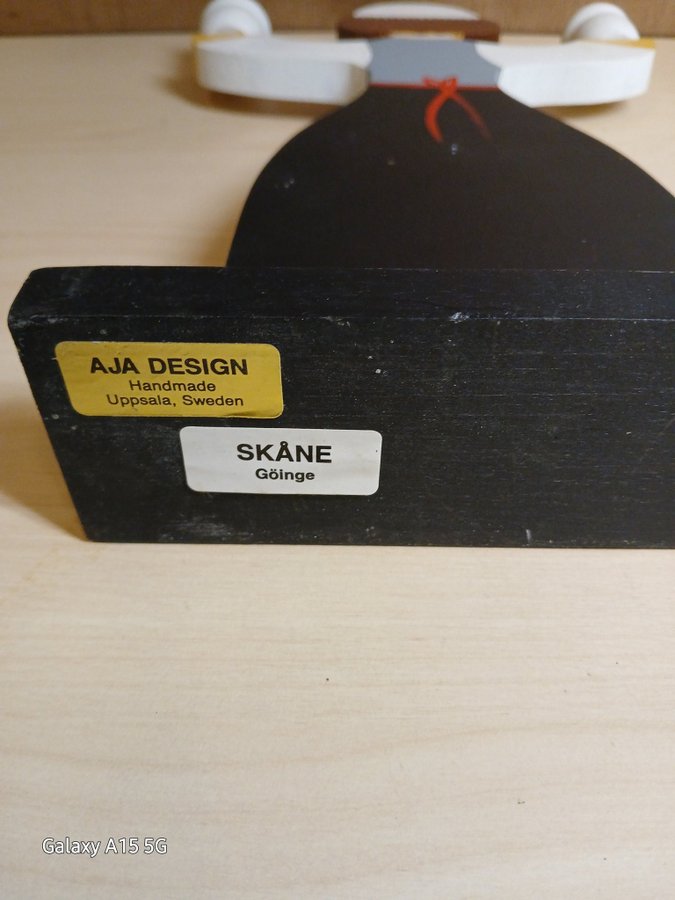 AJA DESIGN
Handmade
Uppsala, Sweden
SKÅNE
Göinge
Galaxy A15 5G